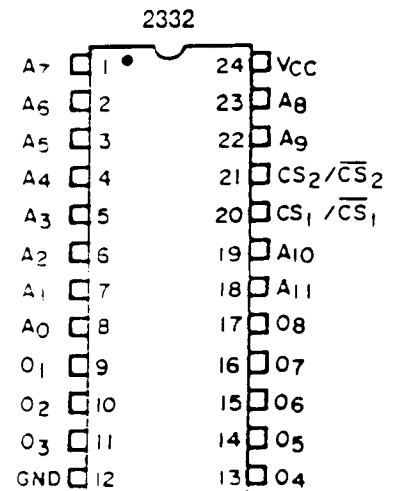 2332
A7 1 24 VCC
A6 2 23 A8
A5 3 22 A9
A4 4 21 CS2/C̅S̅2
A3 5 20 CS1/C̅S̅1
A2 6 19 A10
A1 7 18 A11
A0 8 17 O8
O1 9 16 O7
O2 10 15 O6
O3 11 14 O5
GND 12 13 O4